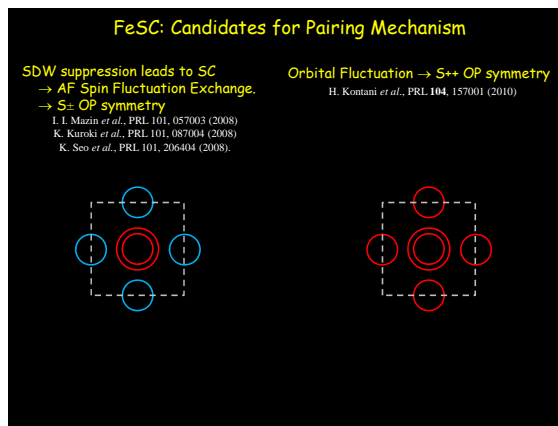 FeSC: Candidates for Pairing Mechanism
SDW suppression leads to SC
→ AF Spin Fluctuation Exchange.
→ S± OP symmetry
I. I. Mazin et al., PRL 101, 057003 (2008)
K. Kuroki et al., PRL 101, 087004 (2008)
K. Seo et al., PRL 101, 206404 (2008).
Orbital Fluctuation → S++ OP symmetry
H. Kontani et al., PRL 104, 157001 (2010)